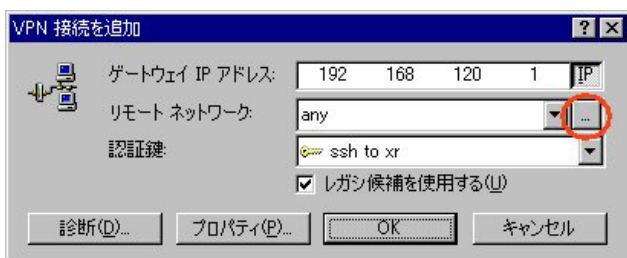 VPN 接続を追加
ゲートウェイ IP アドレス: 192 168 120 1 IP
リモート ネットワーク: any ...
認証鍵: ssh to xr
レガシ候補を使用する(U)
診断(D)... プロパティ(P)... OK キャンセル